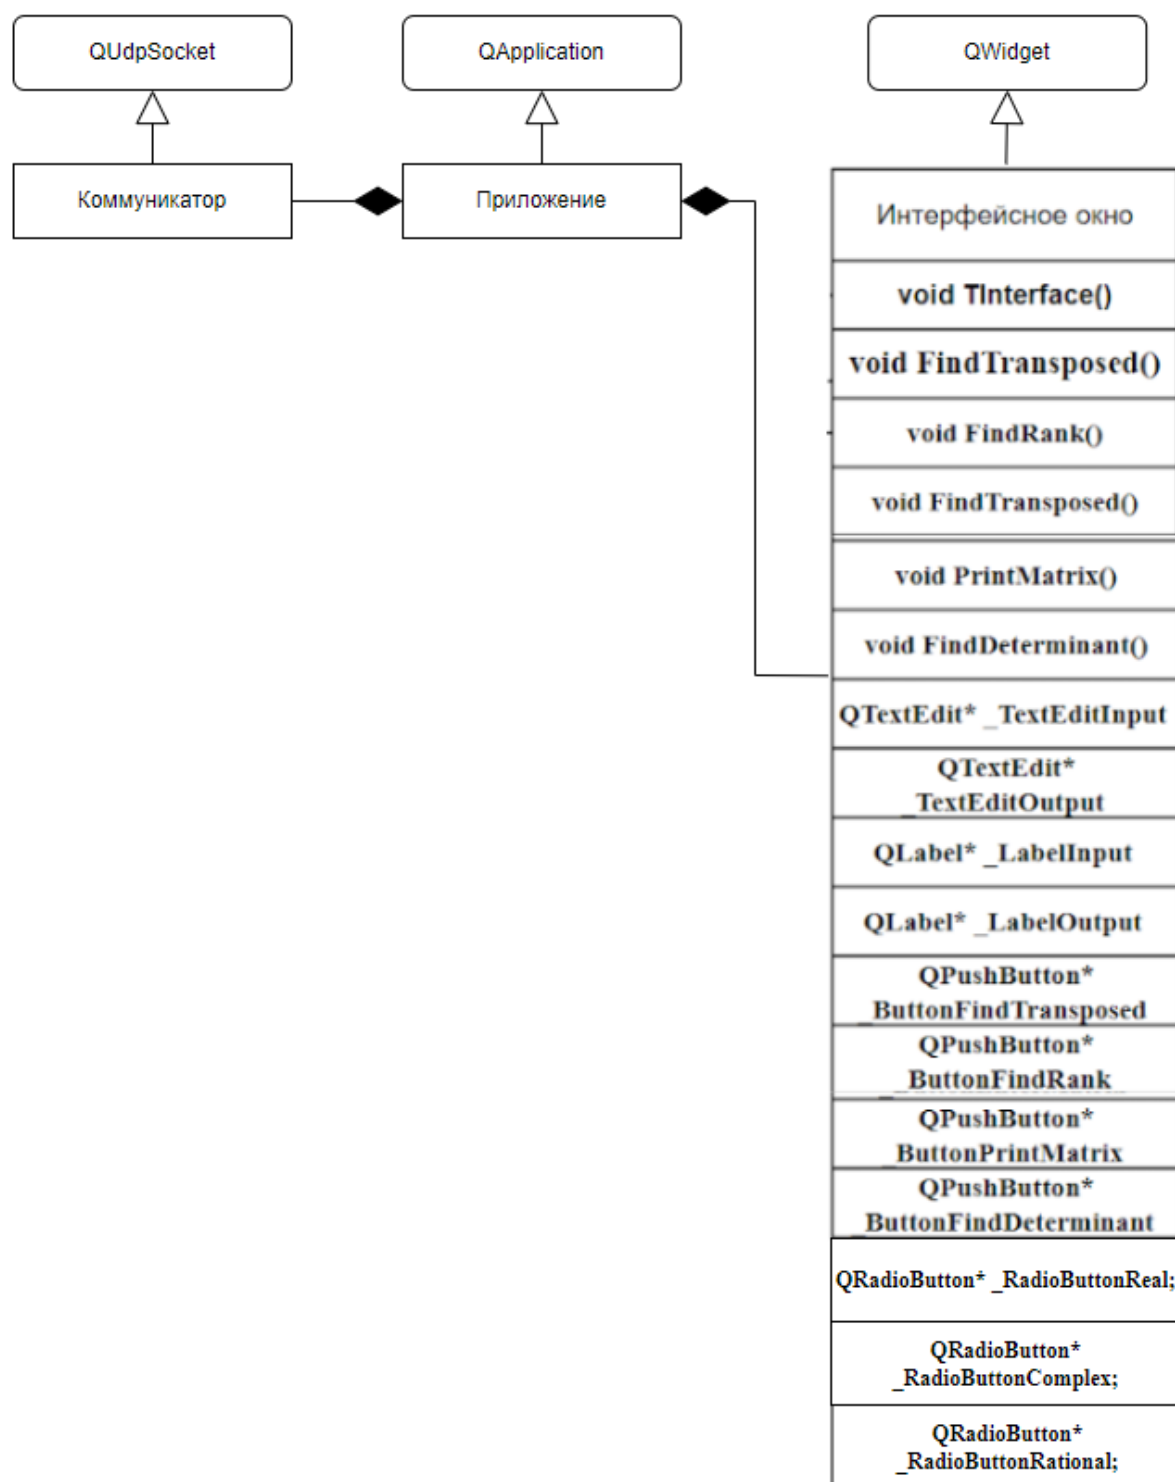 QUdpSocket
QApplication
QWidget
Коммуникатор
Приложение
Интерфейсное окно
void TInterface()
void FindTransposed()
void FindRank()
void FindTransposed()
void PrintMatrix()
void FindDeterminant()
QTextEdit* _TextEditInput
QTextEdit*
_TextEditOutput
QLabel* _LabelInput
QLabel* _LabelOutput
QPushButton*
_ButtonFindTransposed
QPushButton*
_ButtonFindRank
QPushButton*
_ButtonPrintMatrix
QPushButton*
_ButtonFindDeterminant
QRadioButton* _RadioButtonReal;
QRadioButton*
_RadioButtonComplex;
QRadioButton*
_RadioButtonRational;